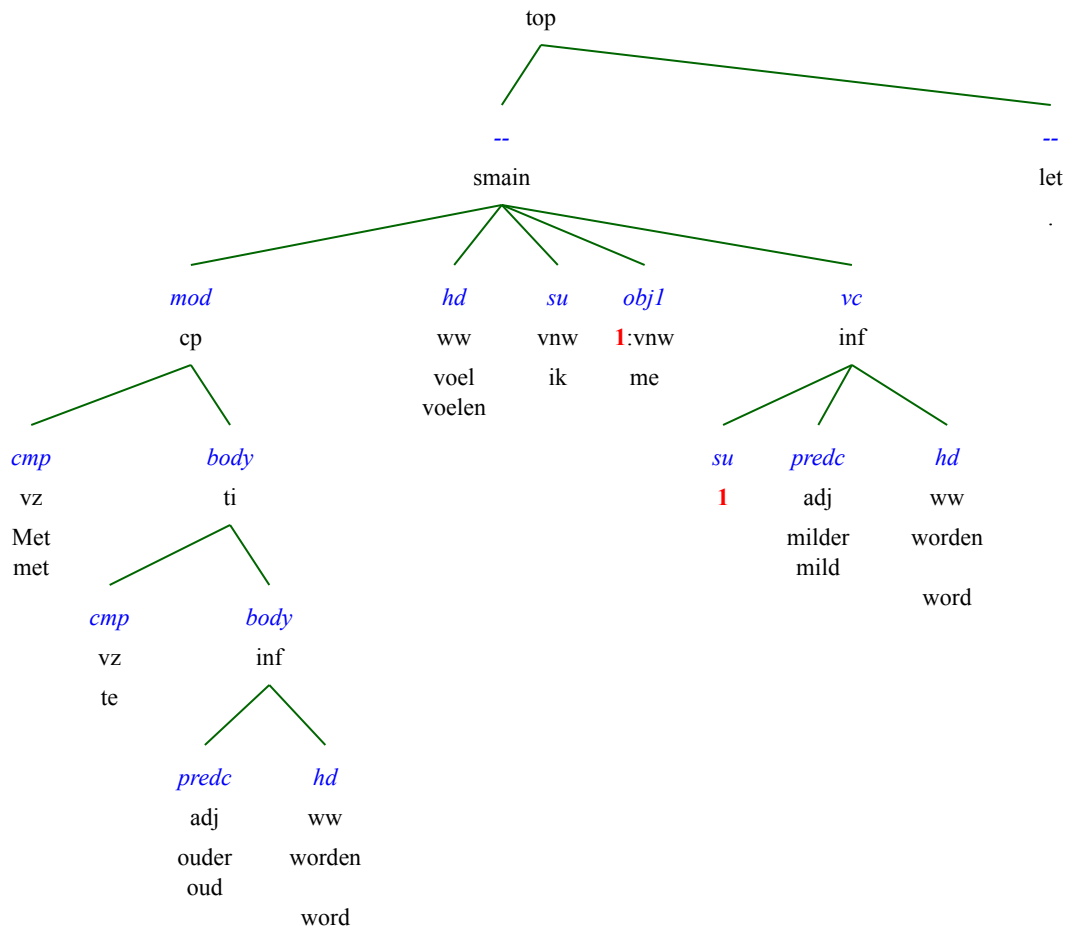 top
-- --
smain let
.
mod hd su obj1 vc
cp ww vnw 1:vnw inf
voel ik me
voelen
cmp body su predc hd
vz ti 1 adj ww
Met milder worden
met mild
cmp body word
vz inf
te
predc hd
adj ww
ouder worden
oud
word